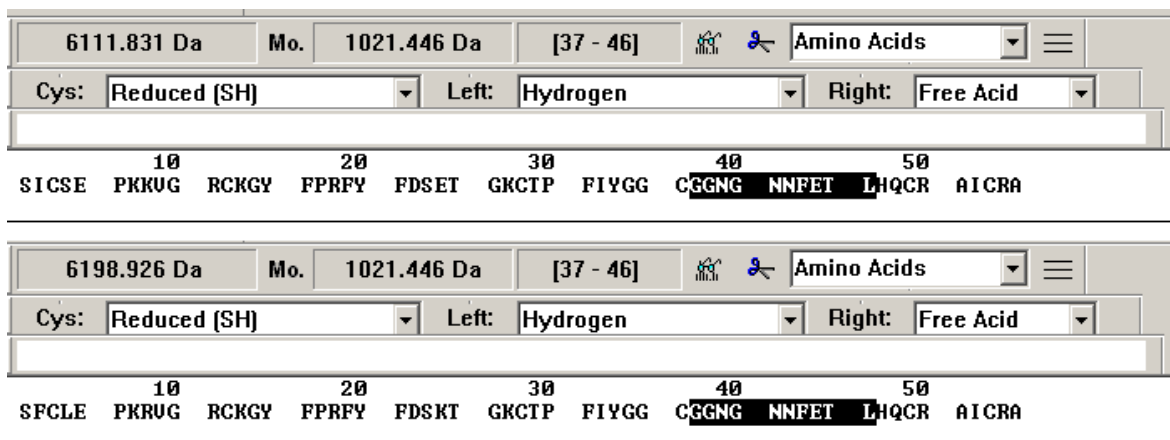 6111.831 Da Mo. 1021.446 Da [37 - 46] Amino Acids
Cys: Reduced (SH) Left: Hydrogen Right: Free Acid
10 20 30 40 50
SICSE PKKVG RCKGY FPRFY FDSET GKCTP FIYGG CGGNG NNFET LHQCR AICRA
6198.926 Da Mo. 1021.446 Da [37 - 46] Amino Acids
Cys: Reduced (SH) Left: Hydrogen Right: Free Acid
10 20 30 40 50
SFCLE PKRVG RCKGY FPRFY FDSKT GKCTP FIYGG CGGNG NNFET LHQCR AICRA